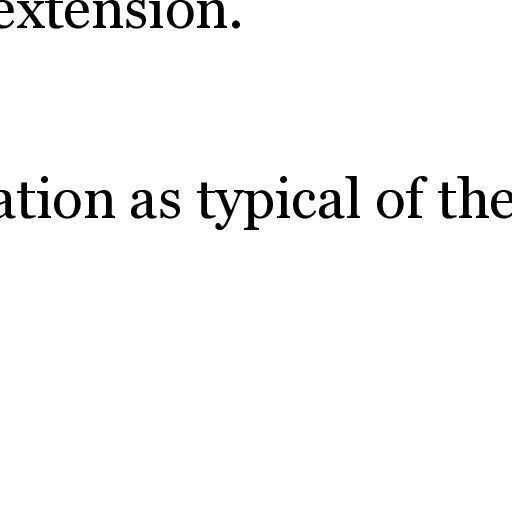 extension.
ation as typical of the